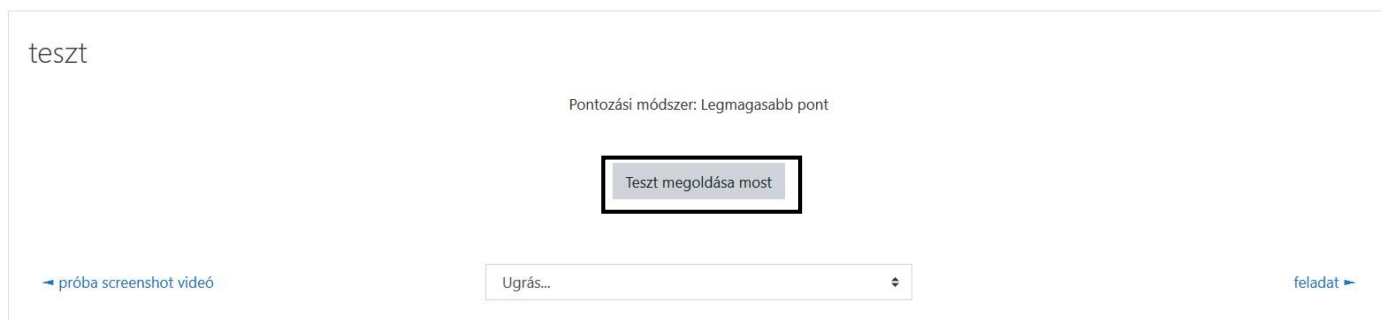 teszt
Pontozási módszer: Legmagasabb pont
Teszt megoldása most
◄ próba screenshot videó
Ugrás...
feladat ►